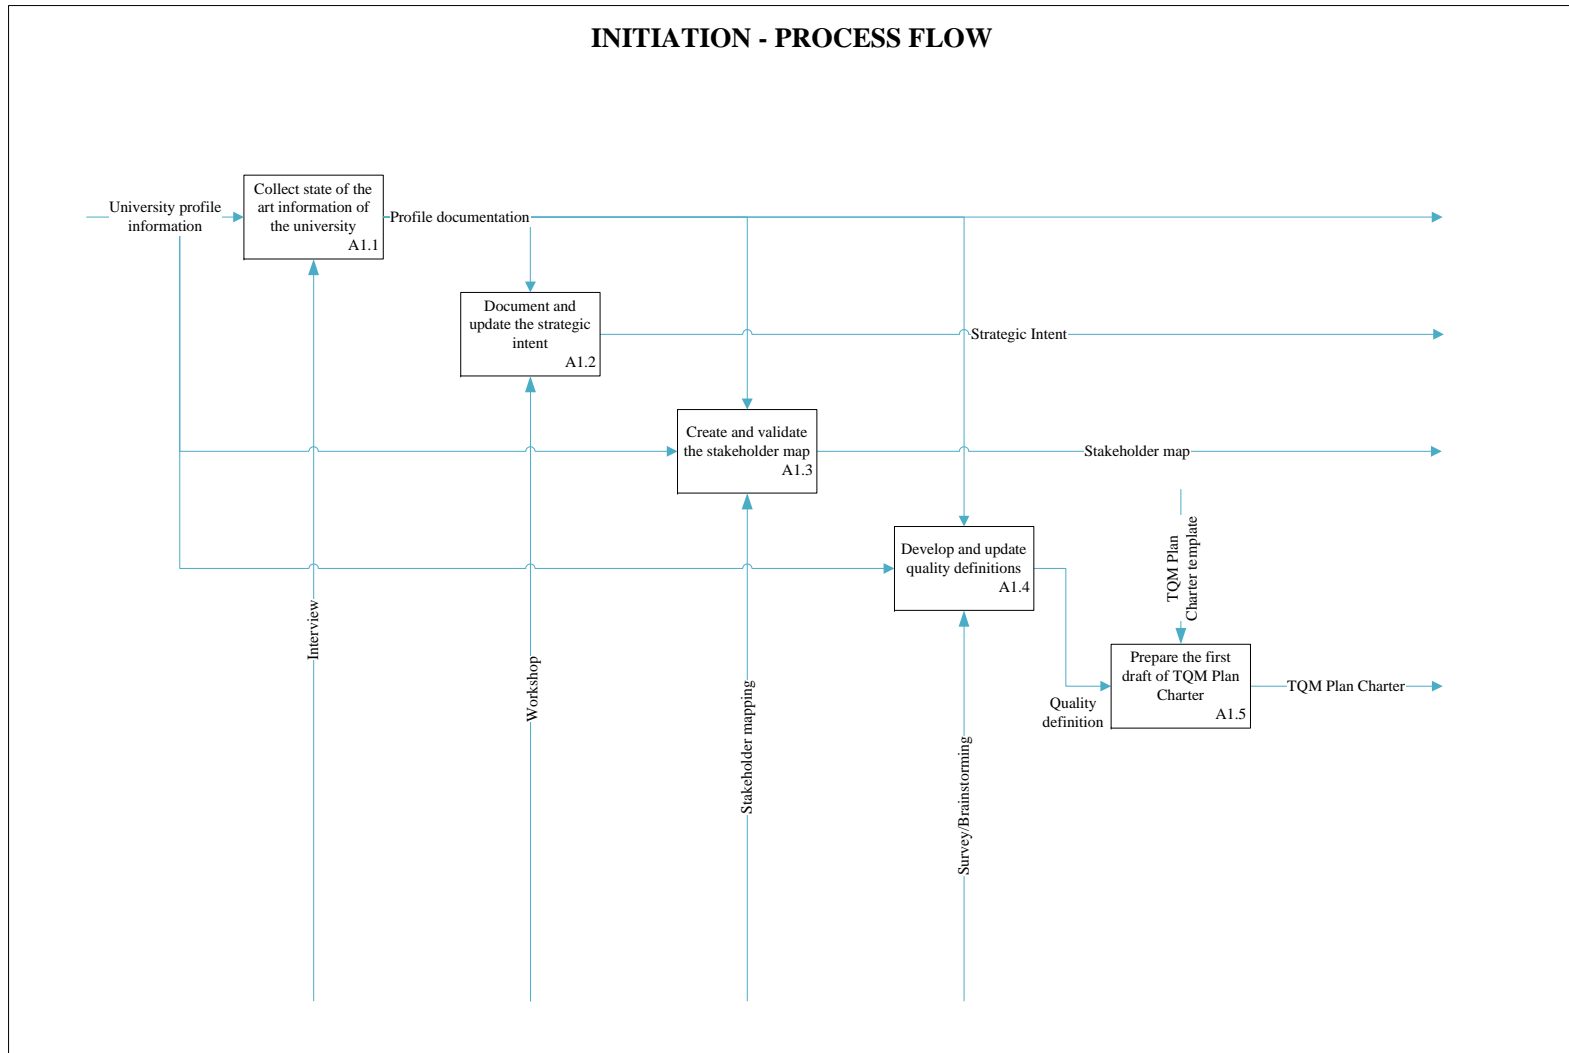 INITIATION - PROCESS FLOW
Collect state of the
art information of
the university
A1.1
University profile
information
Profile documentation
Document and
update the strategic
intent
A1.2
Strategic Intent
Create and validate
the stakeholder map
A1.3
Stakeholder map
TQM Plan
Charter template
Develop and update
quality definitions
A1.4
Interview
Workshop
Stakeholder mapping
Survey/Brainstorming
Prepare the first
draft of TQM Plan
Charter
A1.5
TQM Plan Charter
Quality
definition